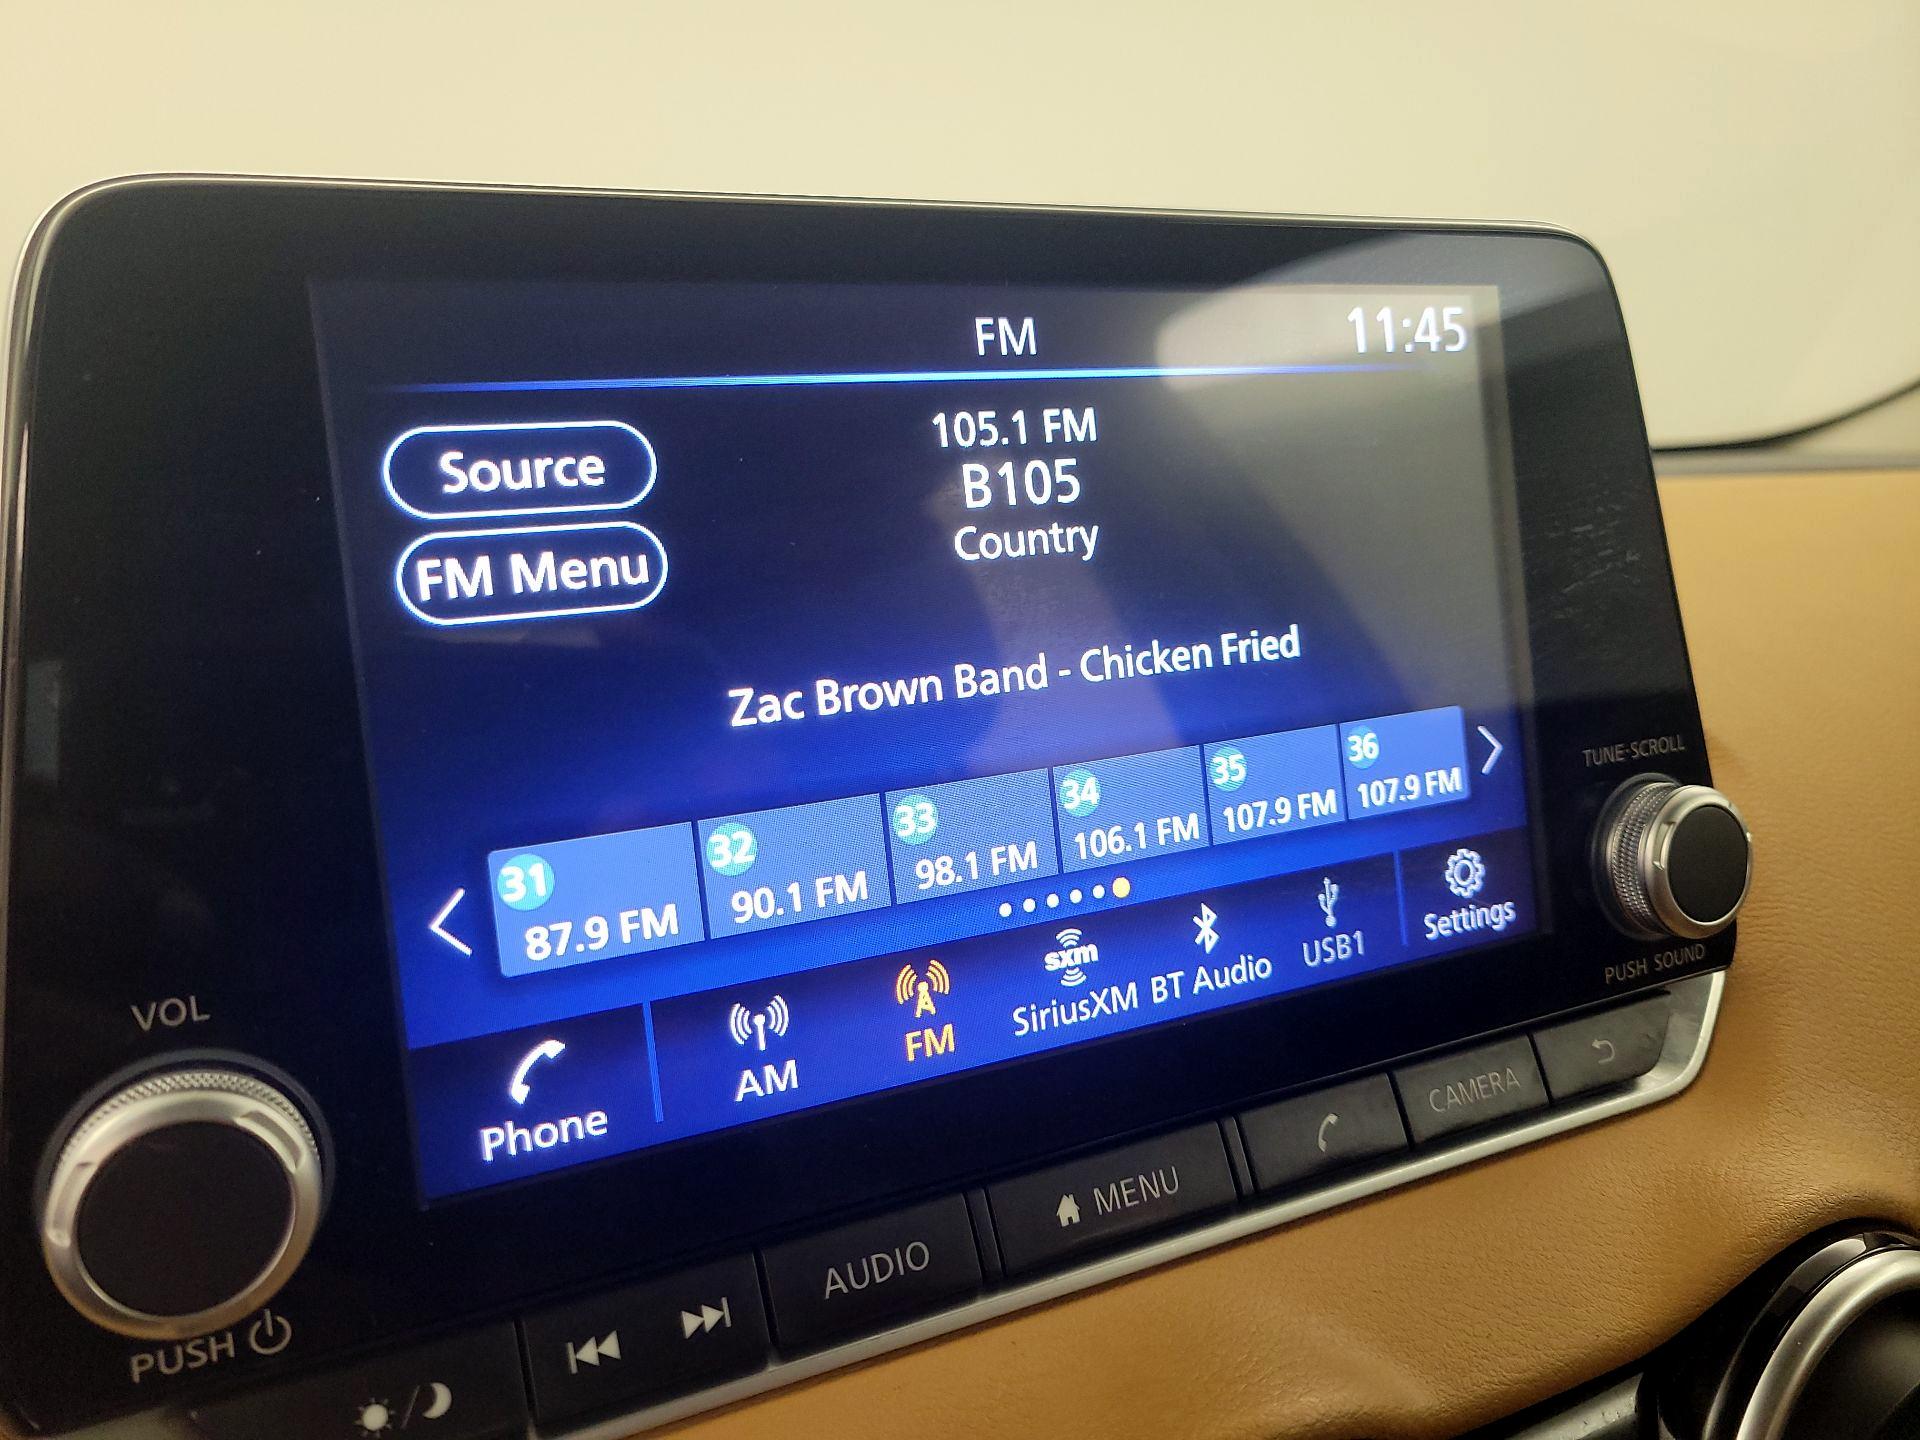 FM
11:45
Source
105.1 FM
B105
Country
FM Menu
Zac Brown Band - Chicken Fried
31
87.9 FM
32
90.1 FM
33
98.1 FM
34
106.1 FM
35
107.9 FM
36
107.9 FM
Phone
AM
FM
sxm
SiriusXM
BT Audio
USB1
Settings
TUNE·SCROLL
PUSH SOUND
VOL
PUSH
AUDIO
MENU
CAMERA